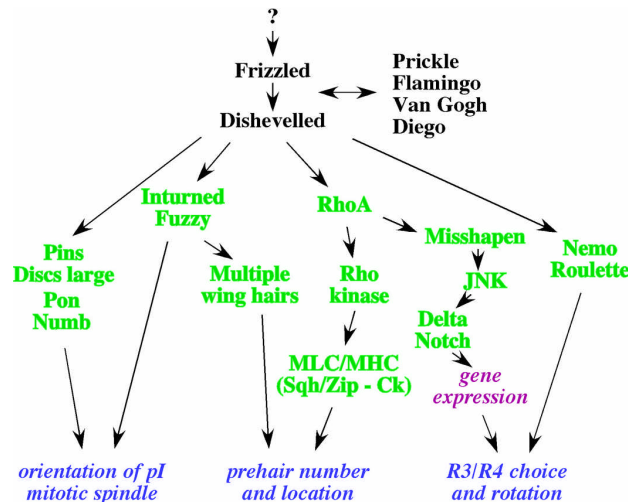 ?
Frizzled
Dishevelled
Prickle
Flamingo
Van Gogh
Diego
Inturned
Fuzzy
RhoA
Misshapen
Nemo
Roulette
Pins
Discs large
Pon
Numb
Multiple
wing hairs
Rho
kinase
JNK
Delta
Notch
MLC/MHC
(Sqh/Zip - Ck)
gene
expression
orientation of pI
mitotic spindle
prehair number
and location
R3/R4 choice
and rotation